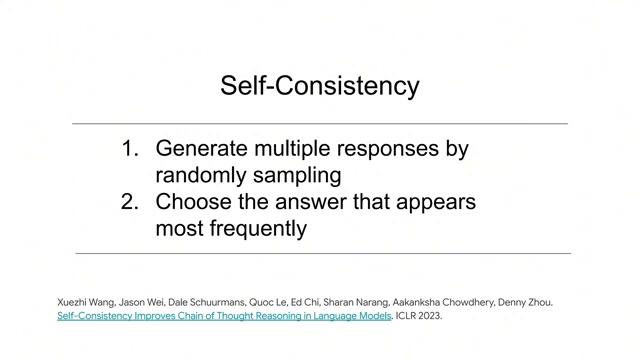 Self-Consistency
1. Generate multiple responses by
randomly sampling
2. Choose the answer that appears
most frequently
Xuezhi Wang, Jason Wei, Dale Schuurmans, Quoc Le, Ed Chi, Sharan Narang, Aakanksha Chowdhery, Denny Zhou.
Self-Consistency Improves Chain of Thought Reasoning in Language Models. ICLR 2023.